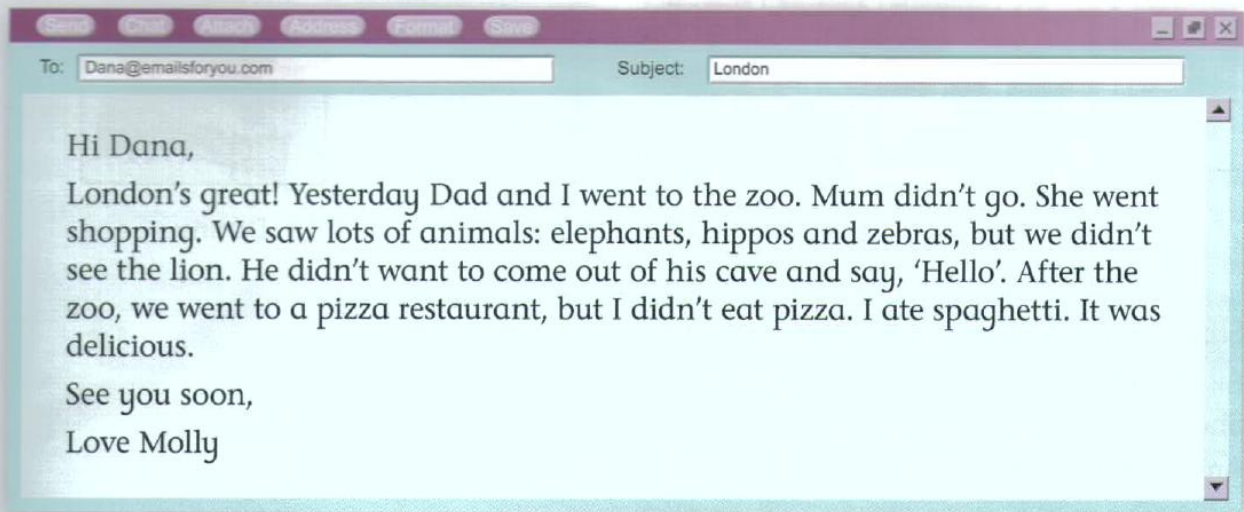 Send Chat Attach Address Format Save
To: Dana@emailsforyou.com Subject: London
Hi Dana,
London's great! Yesterday Dad and I went to the zoo. Mum didn't go. She went
shopping. We saw lots of animals: elephants, hippos and zebras, but we didn't
see the lion. He didn't want to come out of his cave and say, ‘Hello’. After the
zoo, we went to a pizza restaurant, but I didn't eat pizza. I ate spaghetti. It was
delicious.
See you soon,
Love Molly